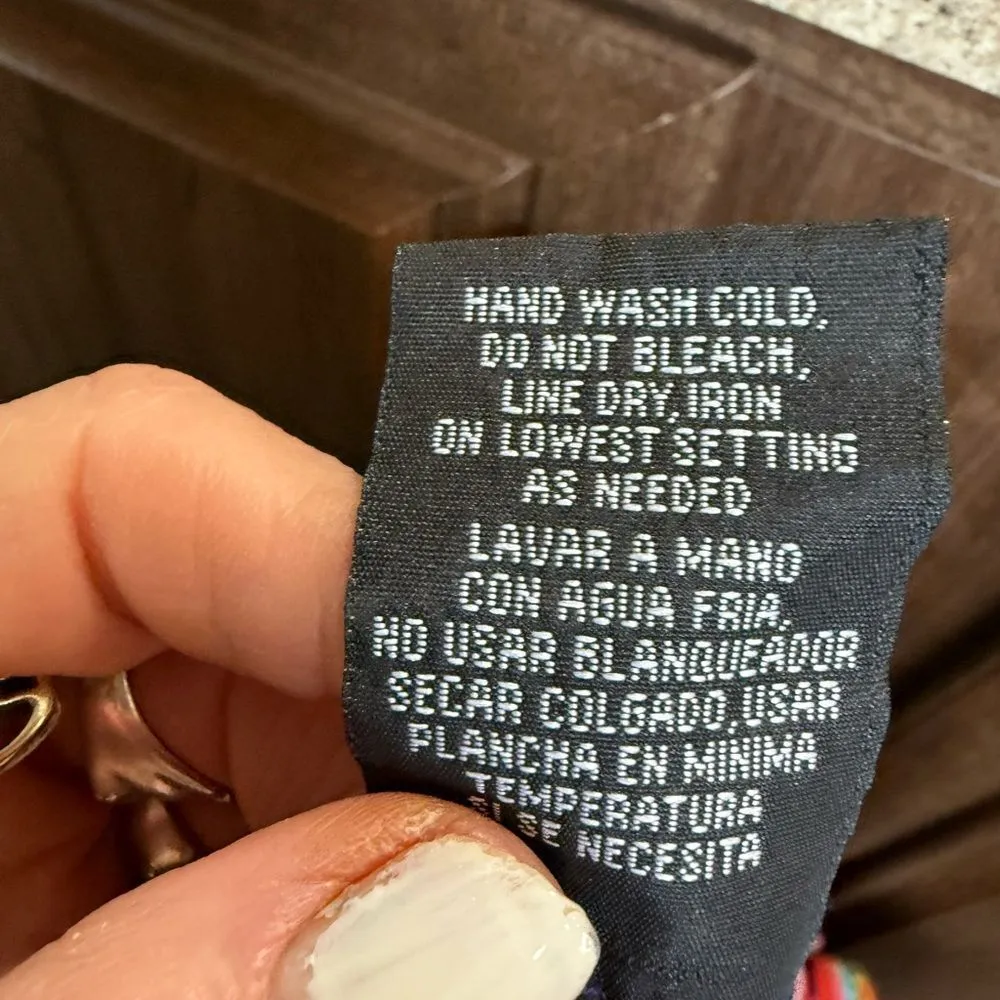 HAND WASH COLD,
DO NOT BLEACH,
LINE DRY, IRON
ON LOWEST SETTING
AS NEEDED
LAVAR A MANO
CON AGUA FRIA,
NO USAR BLANQUEADOR
SECAR COLGADO, USAR
PLANCHA EN MINIMA
TEMPERATURA
SI SE NECESITA